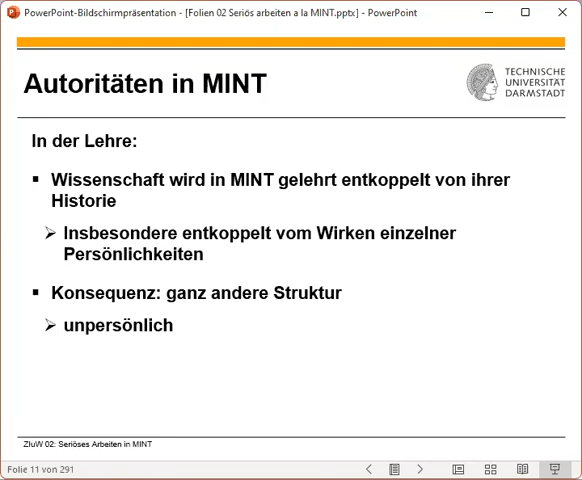 PowerPoint-Bildschirmpräsentation - [Folien 02 Seriös arbeiten a la MINT.pptx] - PowerPoint
Autoritäten in MINT
TECHNISCHE
UNIVERSITÄT
DARMSTADT
In der Lehre:
▪ Wissenschaft wird in MINT gelehrt entkoppelt von ihrer
Historie
➢ Insbesondere entkoppelt vom Wirken einzelner
Persönlichkeiten
▪ Konsequenz: ganz andere Struktur
➢ unpersönlich
ZIuW 02: Seriöses Arbeiten in MINT
Folie 11 von 291